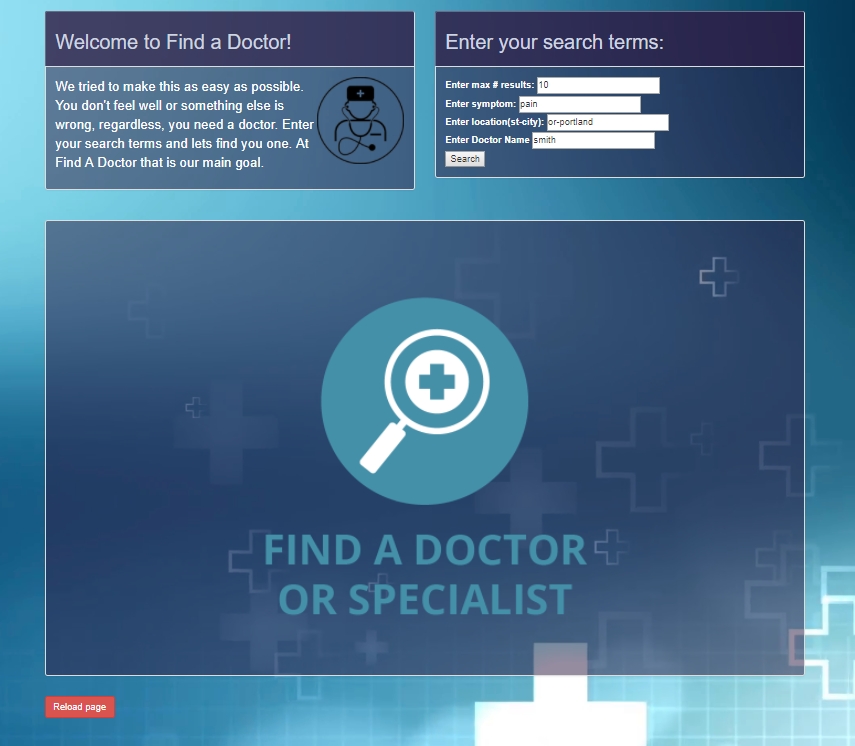 Welcome to Find a Doctor!
We tried to make this as easy as possible.
You don't feel well or something else is
wrong, regardless, you need a doctor. Enter
your search terms and lets find you one. At
Find A Doctor that is our main goal.
Enter your search terms:
Enter max # results: 10
Enter symptom: pain
Enter location(st-city): or-portland
Enter Doctor Name smith
Search
FIND A DOCTOR
OR SPECIALIST
Reload page